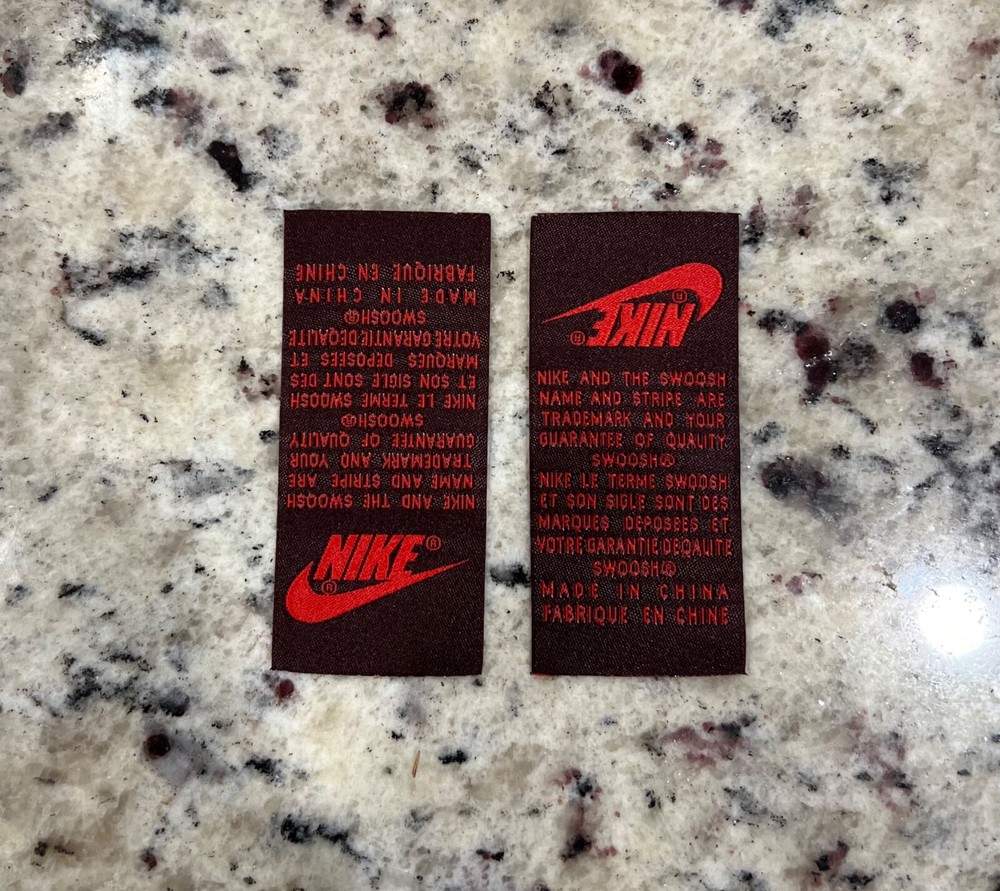 NIKE®
®
NIKE AND THE SWOOSH
NAME AND STRIPE ARE
TRADEMARK AND YOUR
GUARANTEE OF QUALITY
SWOOSH®
NIKE LE TERME SWOOSH
ET SON SIGLE SONT DES
MARQUES DEPOSEES ET
VOTRE GARANTIE DEQALITE
SWOOSH®
MADE IN CHINA
FABRIQUE EN CHINE
NIKE®
®
NIKE AND THE SWOOSH
NAME AND STRIPE ARE
TRADEMARK AND YOUR
GUARANTEE OF QUALITY
SWOOSH®
NIKE LE TERME SWOOSH
ET SON SIGLE SONT DES
MARQUES DEPOSEES ET
VOTRE GARANTIE DEQALITE
SWOOSH®
MADE IN CHINA
FABRIQUE EN CHINE